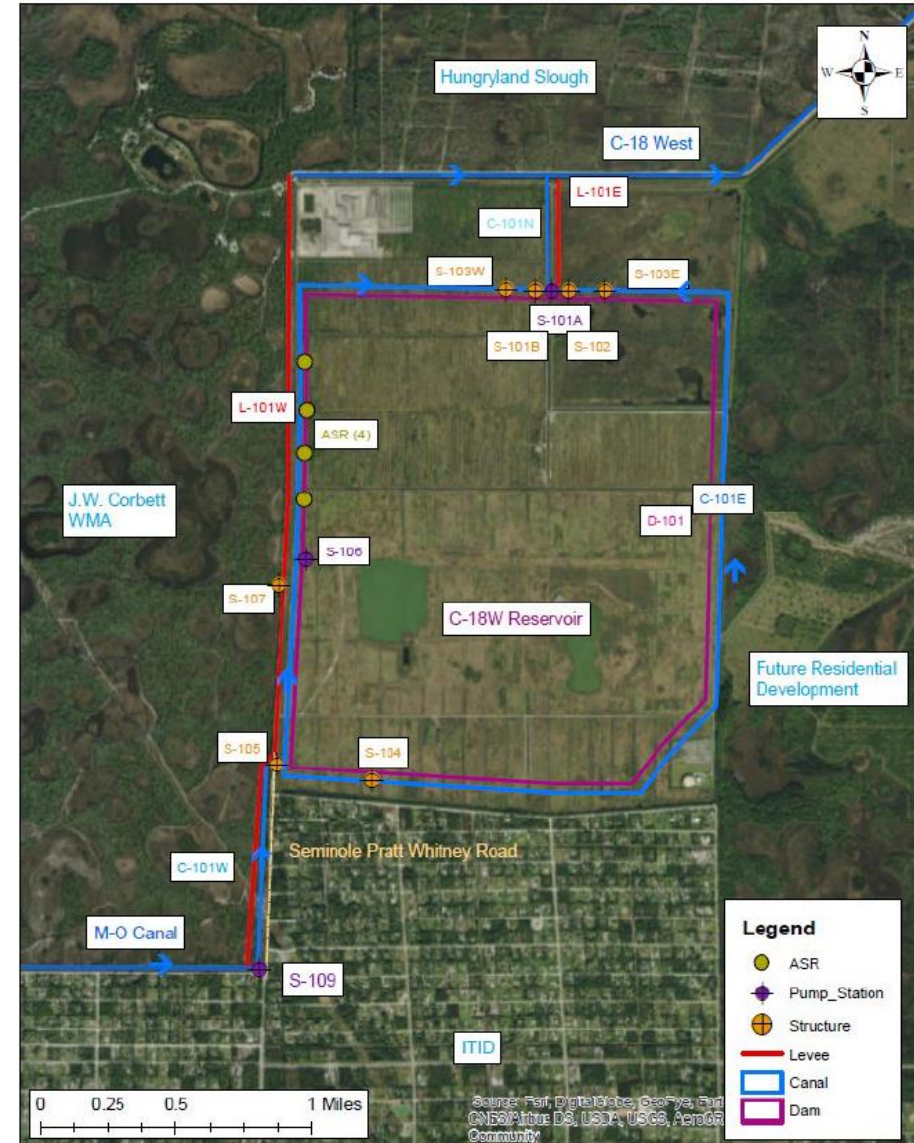 N
W E
S
Hungryland Slough
C-18 West
L-101E
C-101N
S-103W
S-103E
S-101A
S-101B
S-102
L-101W
ASR (4)
J.W. Corbett
WMA
C-101E
D-101
S-106
S-107
C-18W Reservoir
Future Residential
Development
S-105
S-104
Seminole Pratt Whitney Road
C-101W
M-O Canal
S-109
ITID
Legend
ASR
Pump_Station
Structure
Levee
Canal
Dam
0 0.25 0.5 1 Miles
Source: Esri, DigitalGlobe, GeoEye,
CNES/Airbus DS, USDA, USGS,
Community